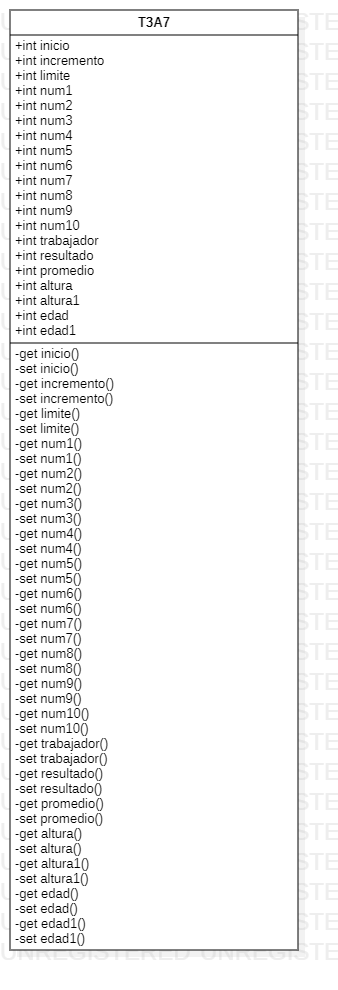 T3A7
+int inicio
+int incremento
+int limite
+int num1
+int num2
+int num3
+int num4
+int num5
+int num6
+int num7
+int num8
+int num9
+int num10
+int trabajador
+int resultado
+int promedio
+int altura
+int altura1
+int edad
+int edad1
-get inicio()
-set inicio()
-get incremento()
-set incremento()
-get limite()
-set limite()
-get num1()
-set num1()
-get num2()
-set num2()
-get num3()
-set num3()
-get num4()
-set num4()
-get num5()
-set num5()
-get num6()
-set num6()
-get num7()
-set num7()
-get num8()
-set num8()
-get num9()
-set num9()
-get num10()
-set num10()
-get trabajador()
-set trabajador()
-get resultado()
-set resultado()
-get promedio()
-set promedio()
-get altura()
-set altura()
-get altura1()
-set altura1()
-get edad()
-set edad()
-get edad1()
-set edad1()
UNREGISTERED UNREGISTERED